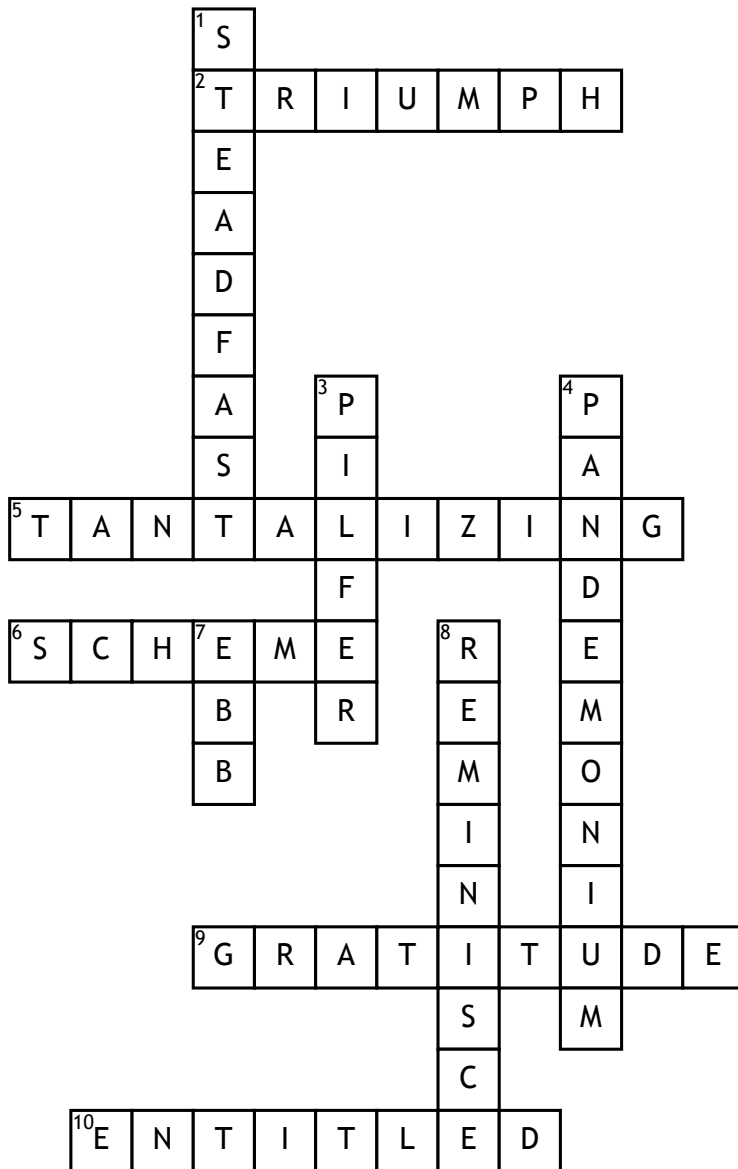 1 S
2 T R I U M P H
E
A
D
F
A 3 P 4 P
S I A
5 T A N T A L I Z I N G
F D
6 S C H 7 E M E 8 R E
B R E M
B M O
I N
N I
9 G R A T I T U D E
S M
C
10 E N T I T L E D